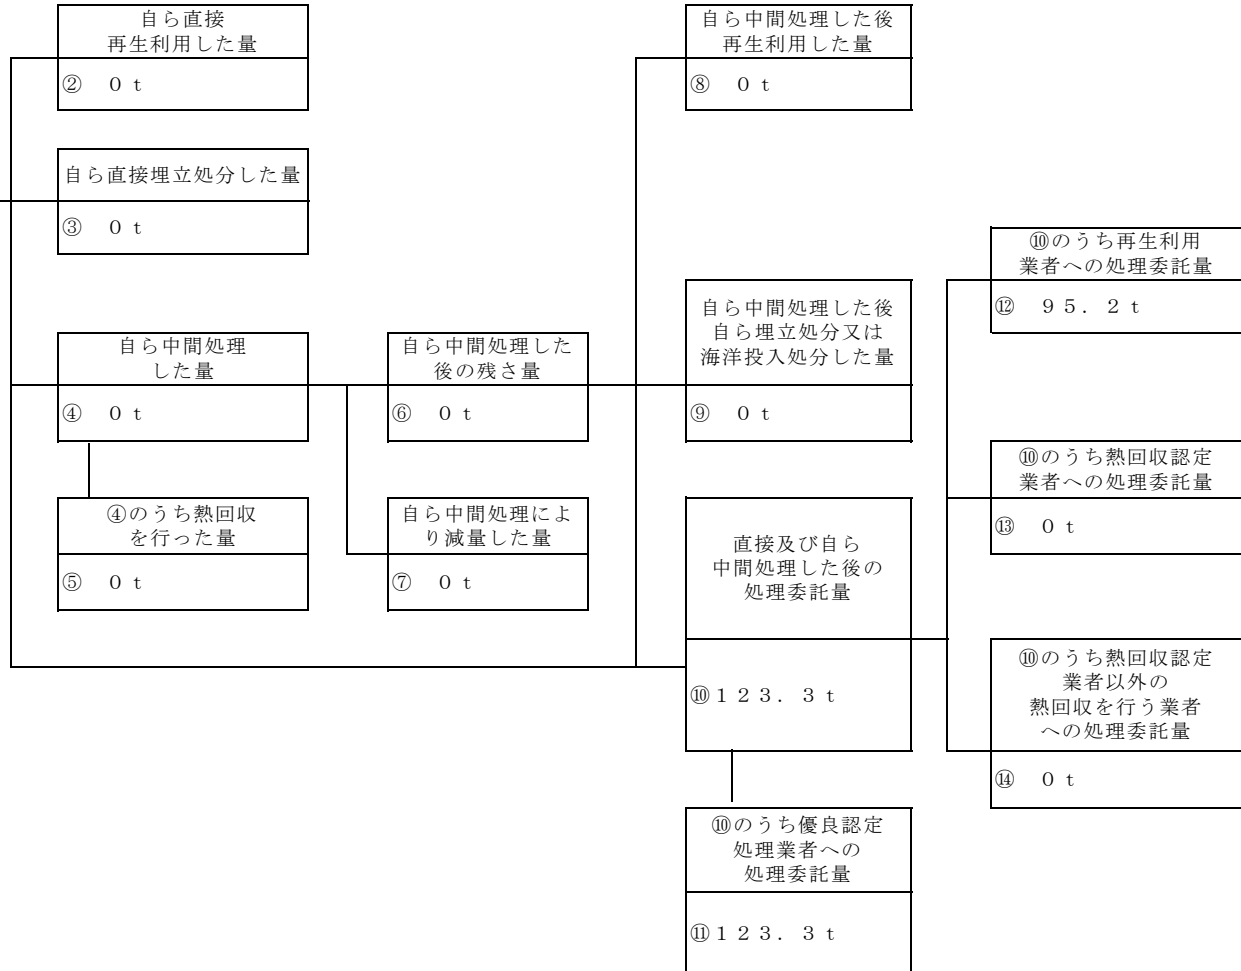 自ら直接
再生利用した量
② 0 t
自ら直接埋立処分した量
③ 0 t
自ら中間処理
した量
④ 0 t
④のうち熱回収
を行った量
⑤ 0 t
自ら中間処理した
後の残さ量
⑥ 0 t
自ら中間処理によ
り減量した量
⑦ 0 t
自ら中間処理した後
再生利用した量
⑧ 0 t
自ら中間処理した後
自ら埋立処分又は
海洋投入処分した量
⑨ 0 t
直接及び自ら
中間処理した後の
処理委託量
⑩123.3t
⑩のうち優良認定
処理業者への
処理委託量
⑪123.3t
⑩のうち再生利用
業者への処理委託量
⑫ 95.2t
⑩のうち熱回収認定
業者への処理委託量
⑬ 0 t
⑩のうち熱回収認定
業者以外の
熱回収を行う業者
への処理委託量
⑭ 0 t